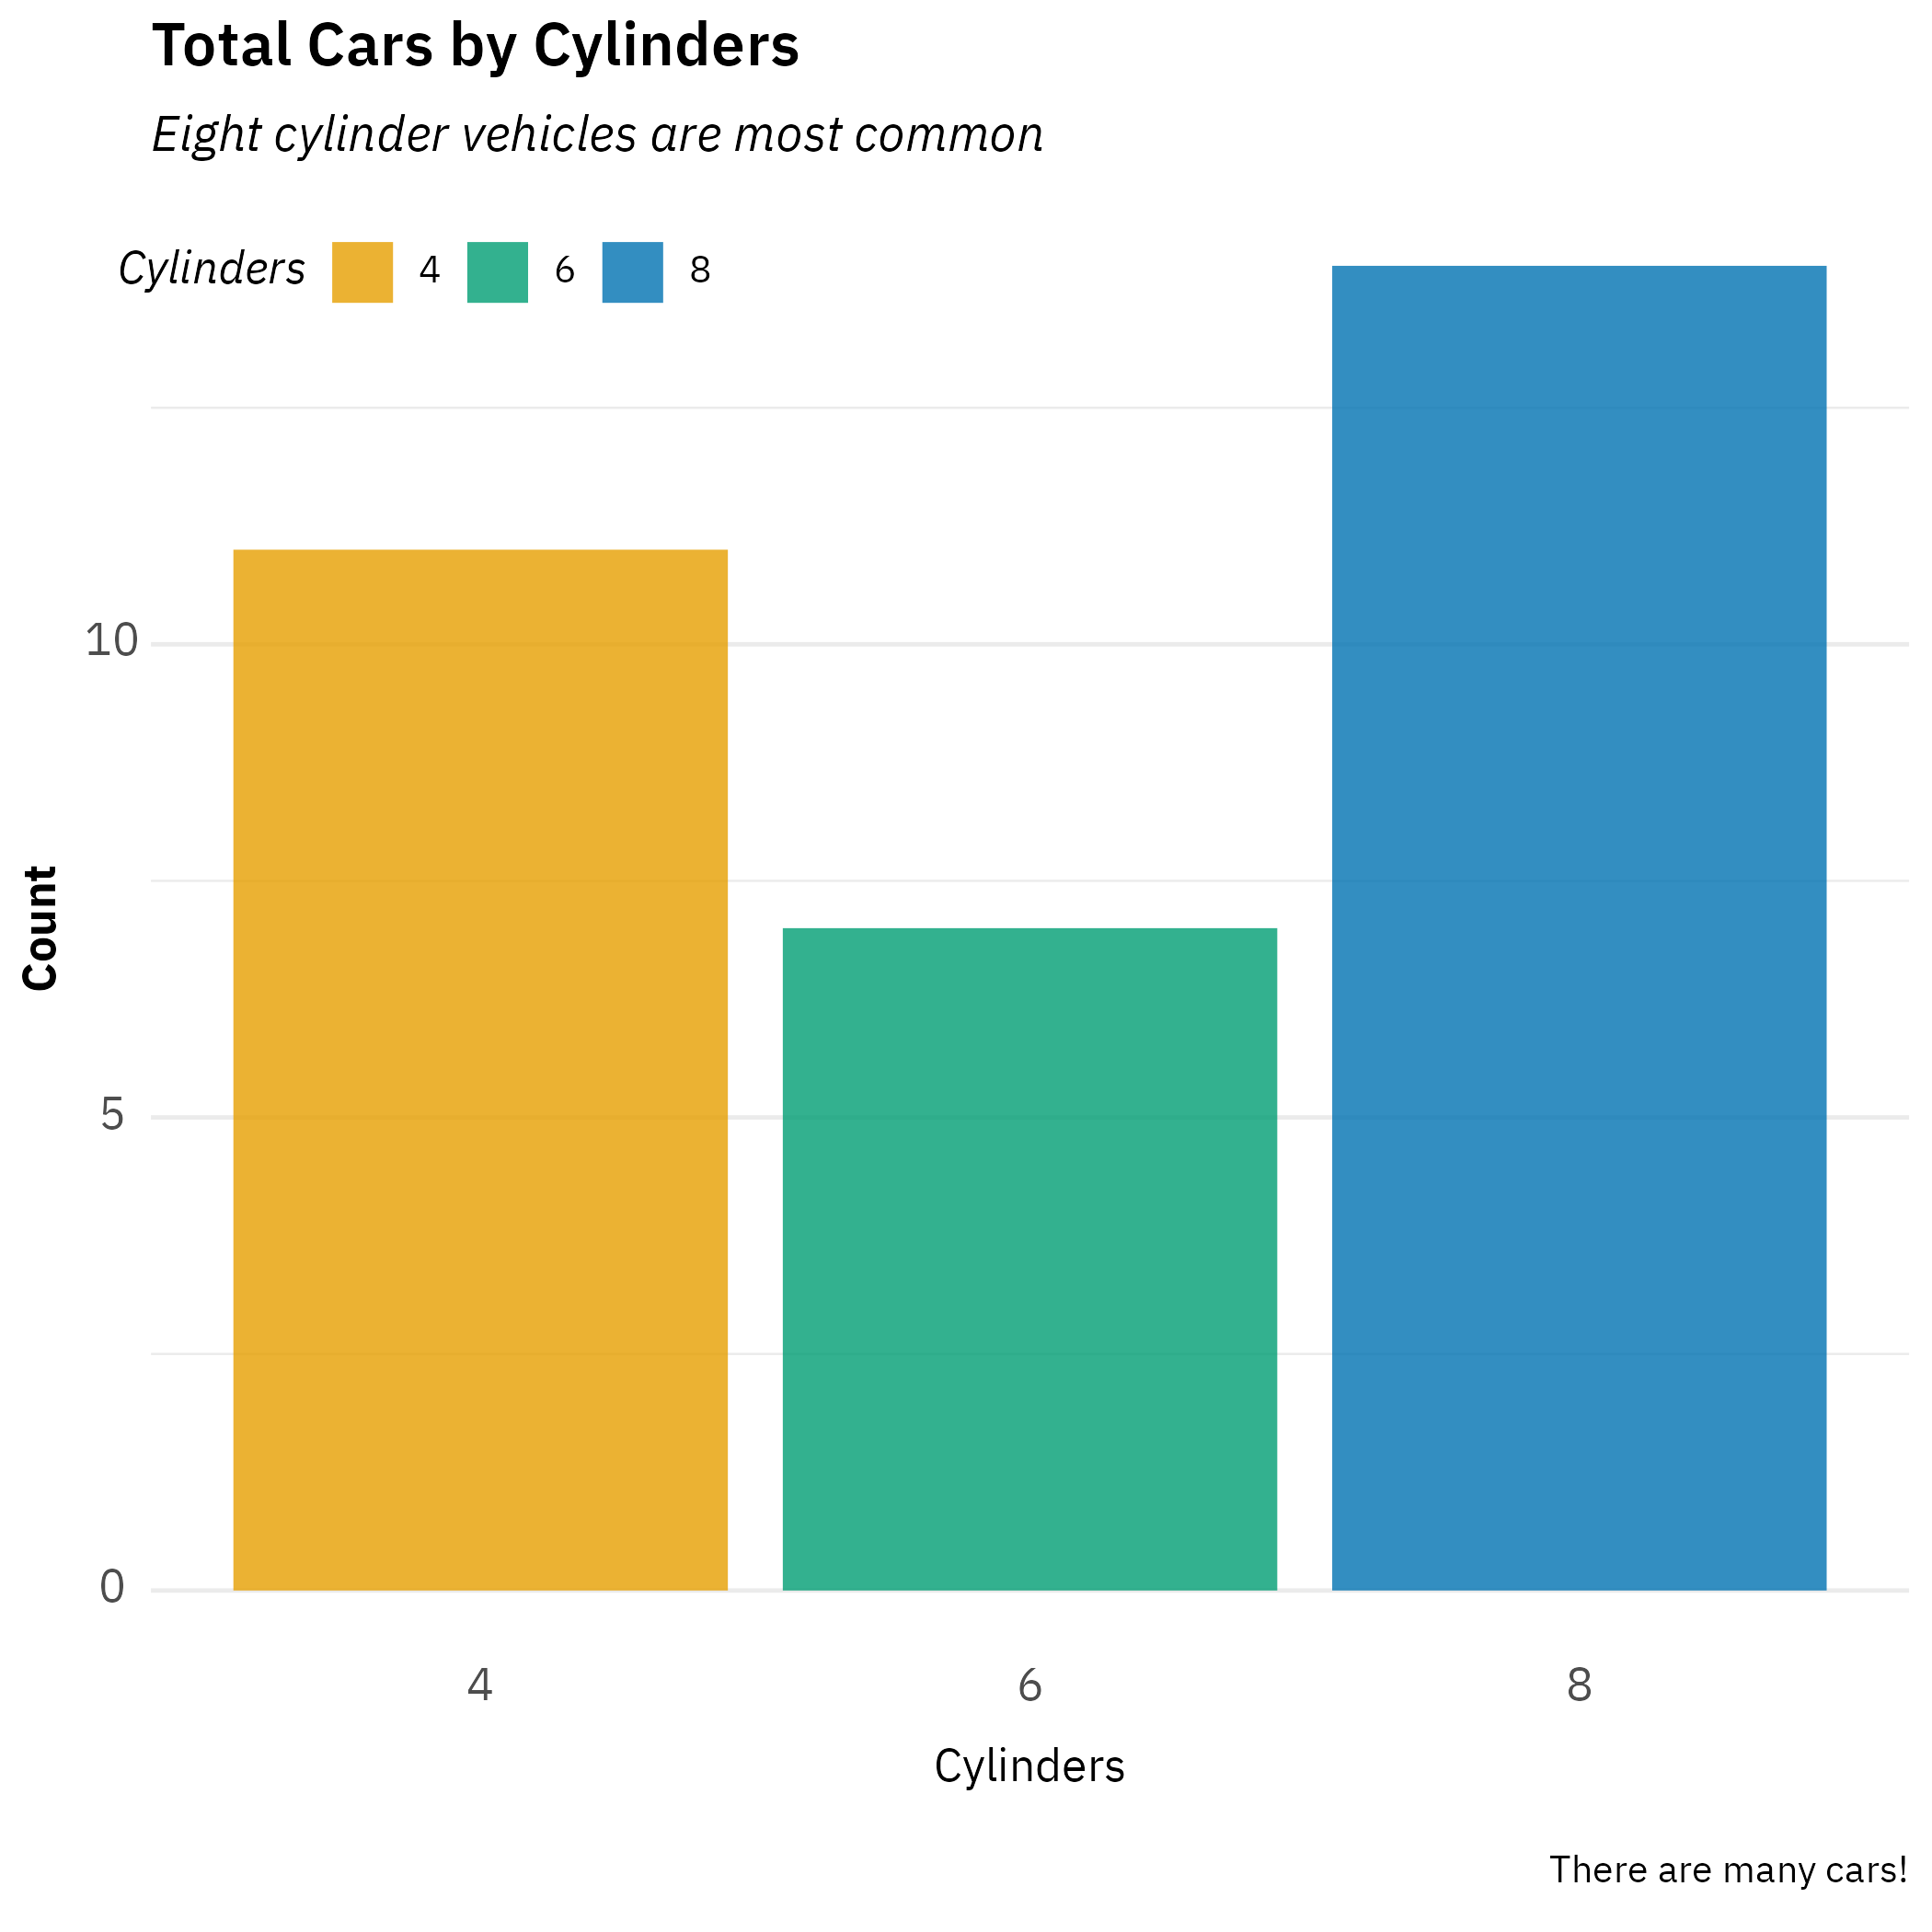 Total Cars by Cylinders
Eight cylinder vehicles are most common
Cylinders 4 6 8
10
5
0
Count
4 6 8
Cylinders
There are many cars!